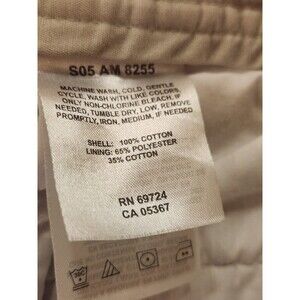 S05 AM 8255
MACHINE WASH, COLD, GENTLE
CYCLE, WASH WITH LIKE COLORS,
ONLY NON-CHLORINE BLEACH, IF
NEEDED, TUMBLE DRY, LOW, REMOVE
PROMPTLY, IRON, MEDIUM, IF NEEDED
SHELL: 100% COTTON
LINING: 65% POLYESTER
35% COTTON
RN 69724
CA 05367